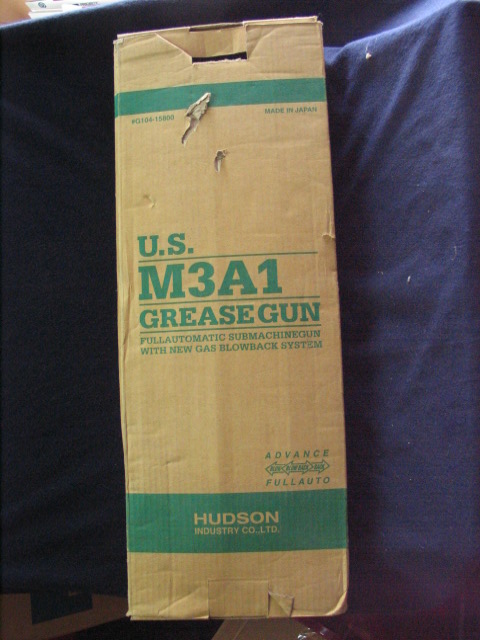 #G104-15800
MADE IN JAPAN
U.S.
M3A1
GREASE GUN
FULLAUTOMATIC SUBMACHINEGUN
WITH NEW GAS BLOWBACK SYSTEM
ADVANCE
FULLAUTO
HUDSON
INDUSTRY CO.,LTD.